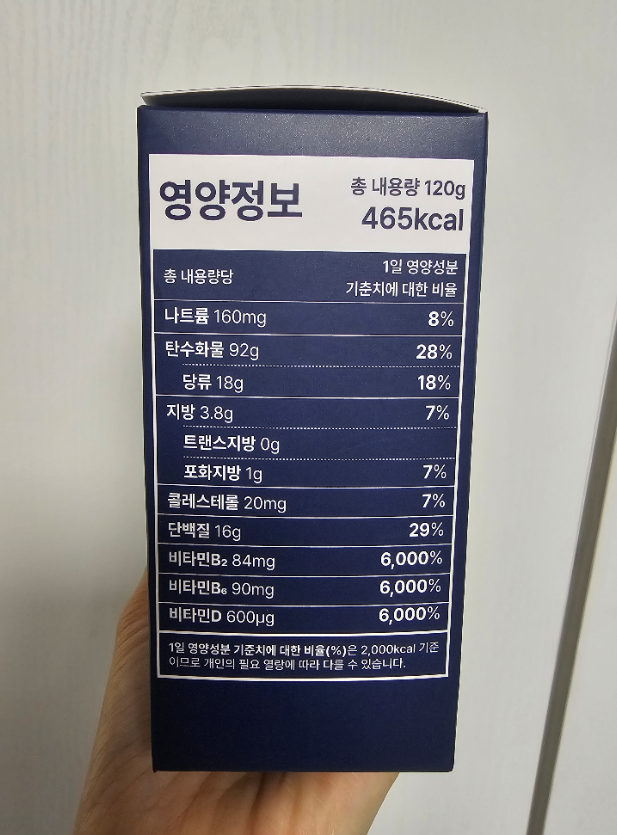 영양정보
총 내용량 120g
465kcal
총 내용량당
1일 영양성분
기준치에 대한 비율
나트륨 160mg 8%
탄수화물 92g 28%
당류 18g 18%
지방 3.8g 7%
트랜스지방 0g
포화지방 1g 7%
콜레스테롤 20mg 7%
단백질 16g 29%
비타민B₂ 84mg 6,000%
비타민B₆ 90mg 6,000%
비타민D 600μg 6,000%
1일 영양성분 기준치에 대한 비율(%)은 2,000kcal 기준
이므로 개인의 필요 열량에 따라 다를 수 있습니다.